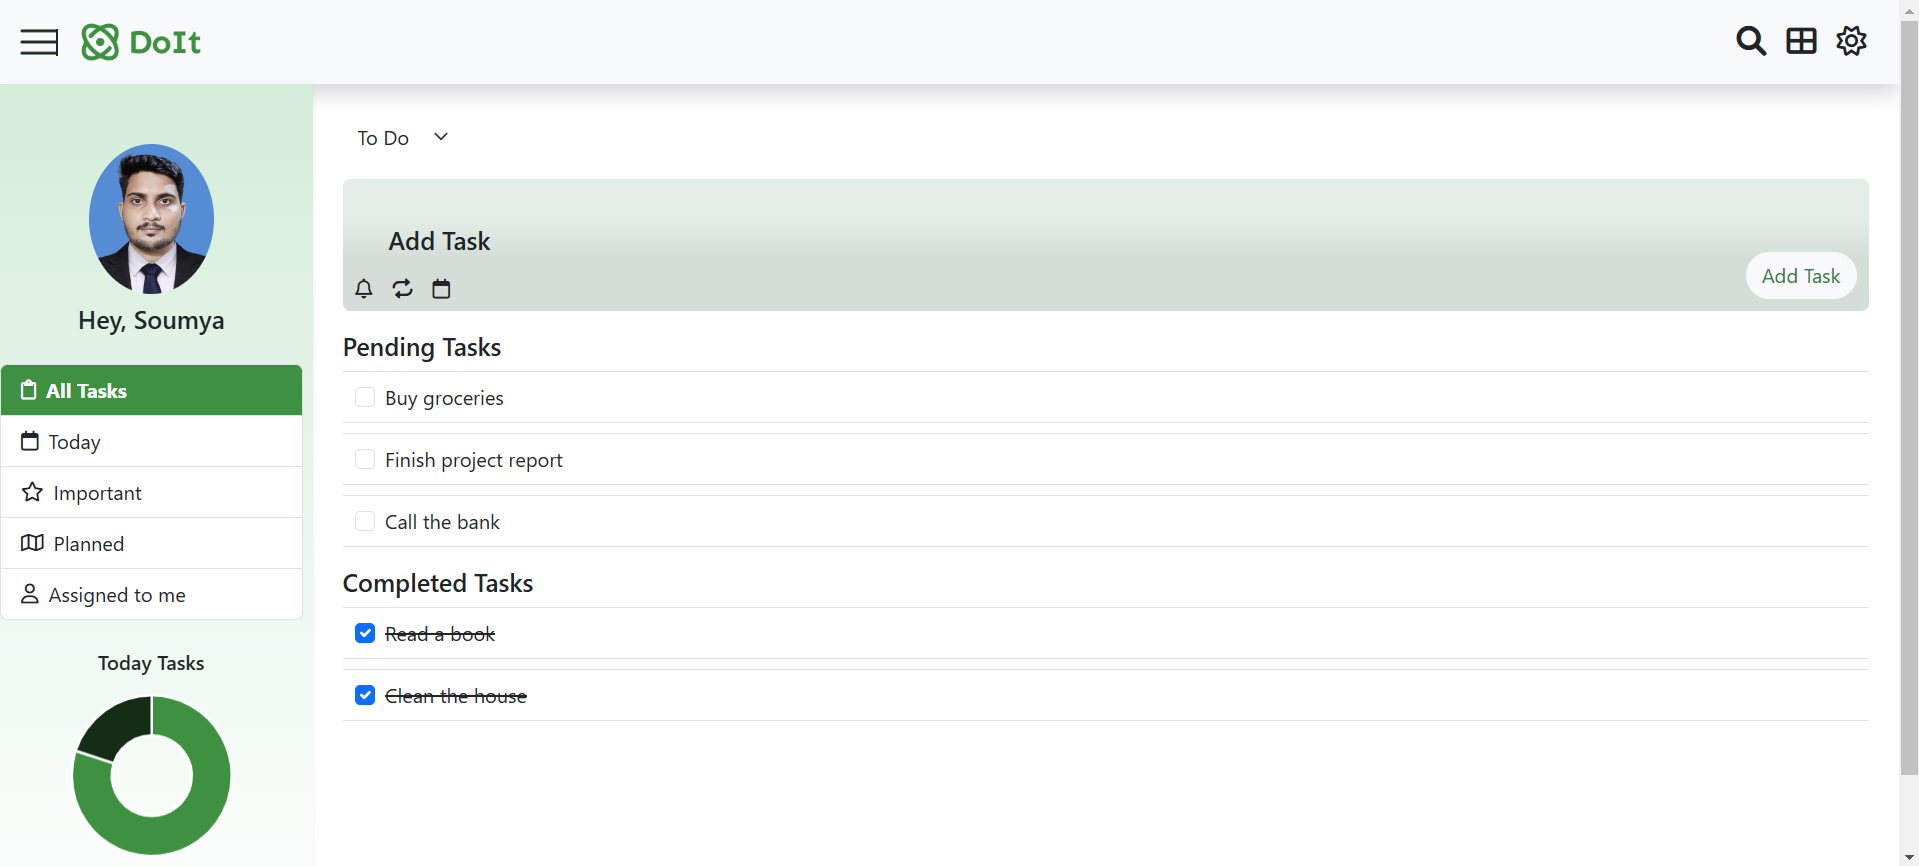 DoIt
Hey, Soumya
All Tasks
Today
Important
Planned
Assigned to me
Today Tasks
To Do
Add Task
Add Task
Pending Tasks
Buy groceries
Finish project report
Call the bank
Completed Tasks
Read a book
Clean the house